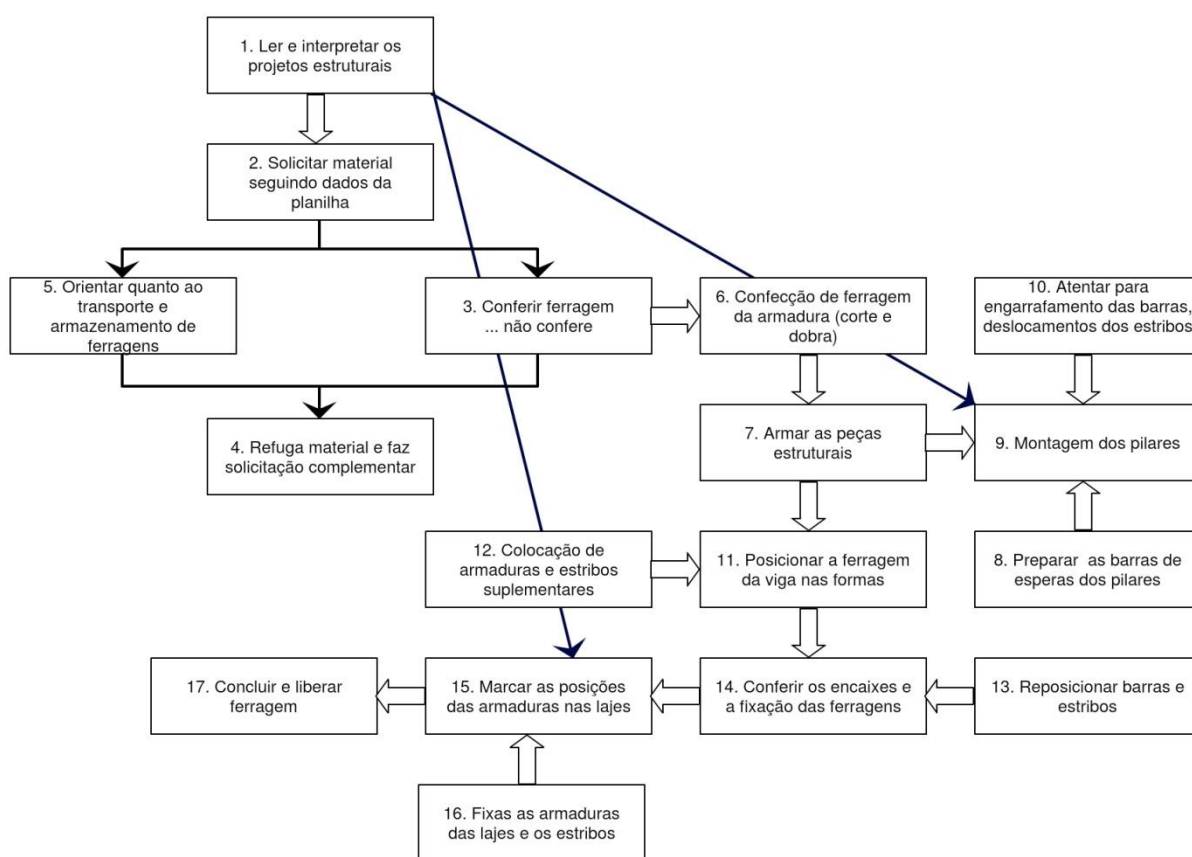 1. Ler e interpretar os
projetos estruturais
2. Solicitar material
seguindo dados da
planilha
5. Orientar quanto ao
transporte e
armazenamento de
ferragens
3. Conferir ferragem
... não confere
6. Confecção de ferragem
da armadura (corte e
dobra)
10. Atentar para
engarrafamento das barras,
deslocamentos dos estribos
4. Refuga material e faz
solicitação complementar
7. Armar as peças
estruturais
9. Montagem dos pilares
12. Colocação de
armaduras e estribos
suplementares
11. Posicionar a ferragem
da viga nas formas
8. Preparar as barras de
esperas dos pilares
17. Concluir e liberar
ferragem
15. Marcar as posições
das armaduras nas lajes
14. Conferir os encaixes e
a fixação das ferragens
13. Reposicionar barras e
estribos
16. Fixas as armaduras
das lajes e os estribos